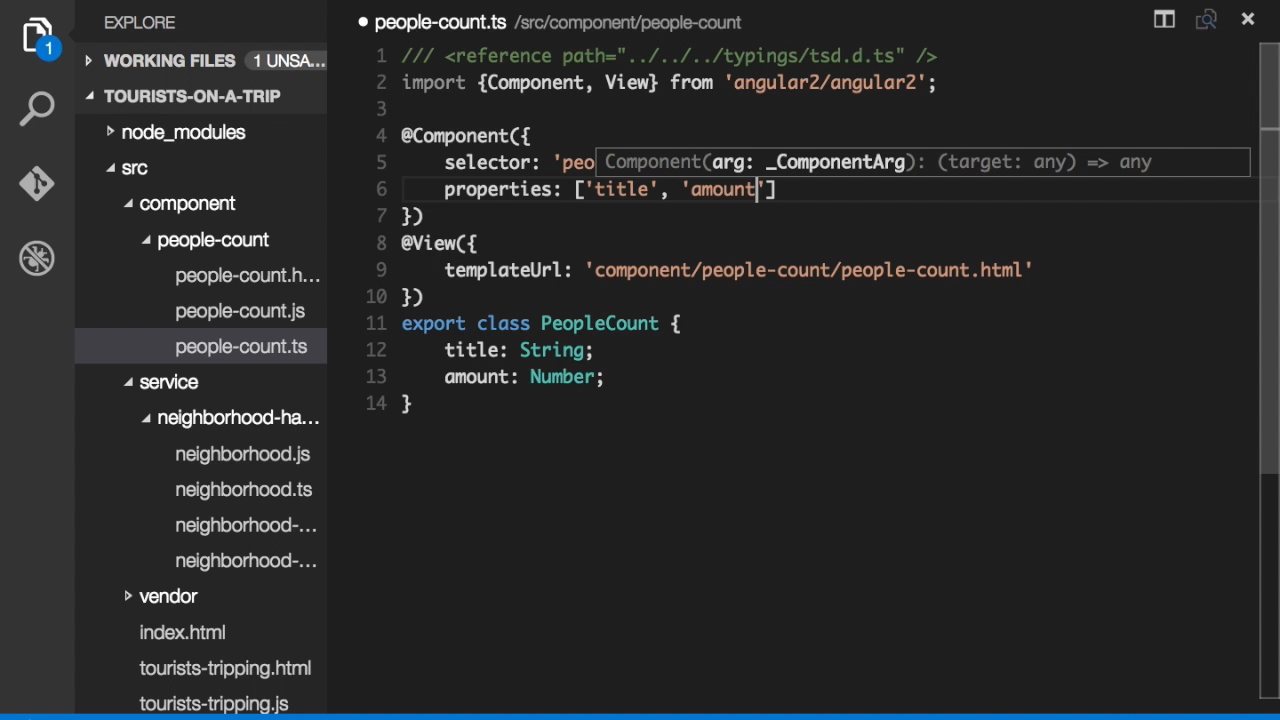 EXPLORE
1
WORKING FILES 1 UNSA...
TOURISTS-ON-A-TRIP
node_modules
src
component
people-count
people-count.h...
people-count.js
people-count.ts
service
neighborhood-ha...
neighborhood.js
neighborhood.ts
neighborhood-...
neighborhood-...
vendor
index.html
tourists-tripping.html
tourists-tripping.js
people-count.ts /src/component/people-count
1 /// <reference path="../../../typings/tsd.d.ts" />
2 import {Component, View} from 'angular2/angular2';
3
4 @Component({
5 selector: 'peo Component(arg: _ComponentArg): (target: any) => any
6 properties: ['title', 'amount']
7 })
8 @View({
9 templateUrl: 'component/people-count/people-count.html'
10 })
11 export class PeopleCount {
12 title: String;
13 amount: Number;
14 }